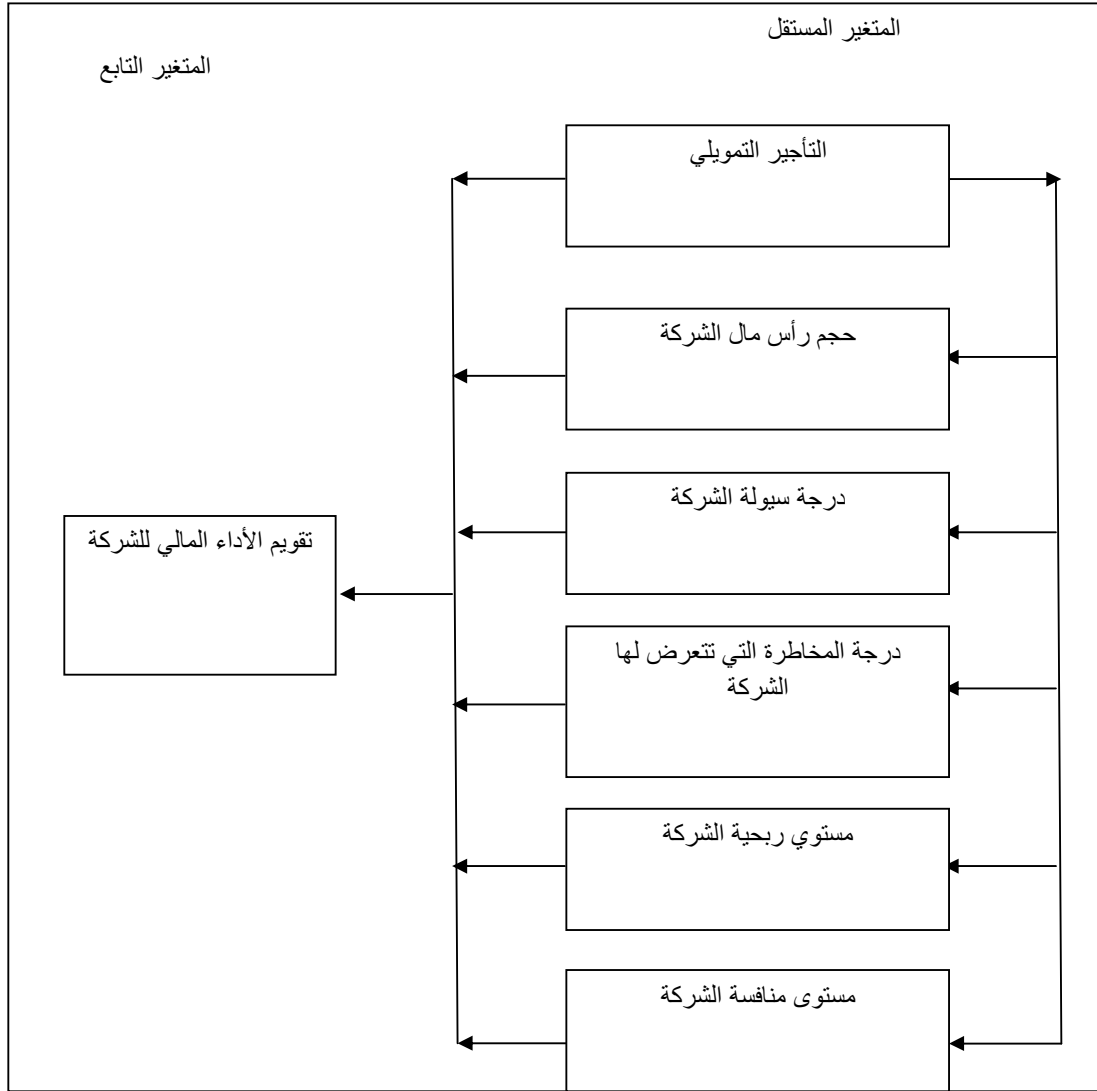 المتغير المستقل
المتغير التابع
التأجير التمويلي
حجم رأس مال الشركة
درجة سيولة الشركة
تقويم الأداء المالي للشركة
درجة المخاطرة التي تتعرض لها
الشركة
مستوي ربحية الشركة
مستوى منافسة الشركة